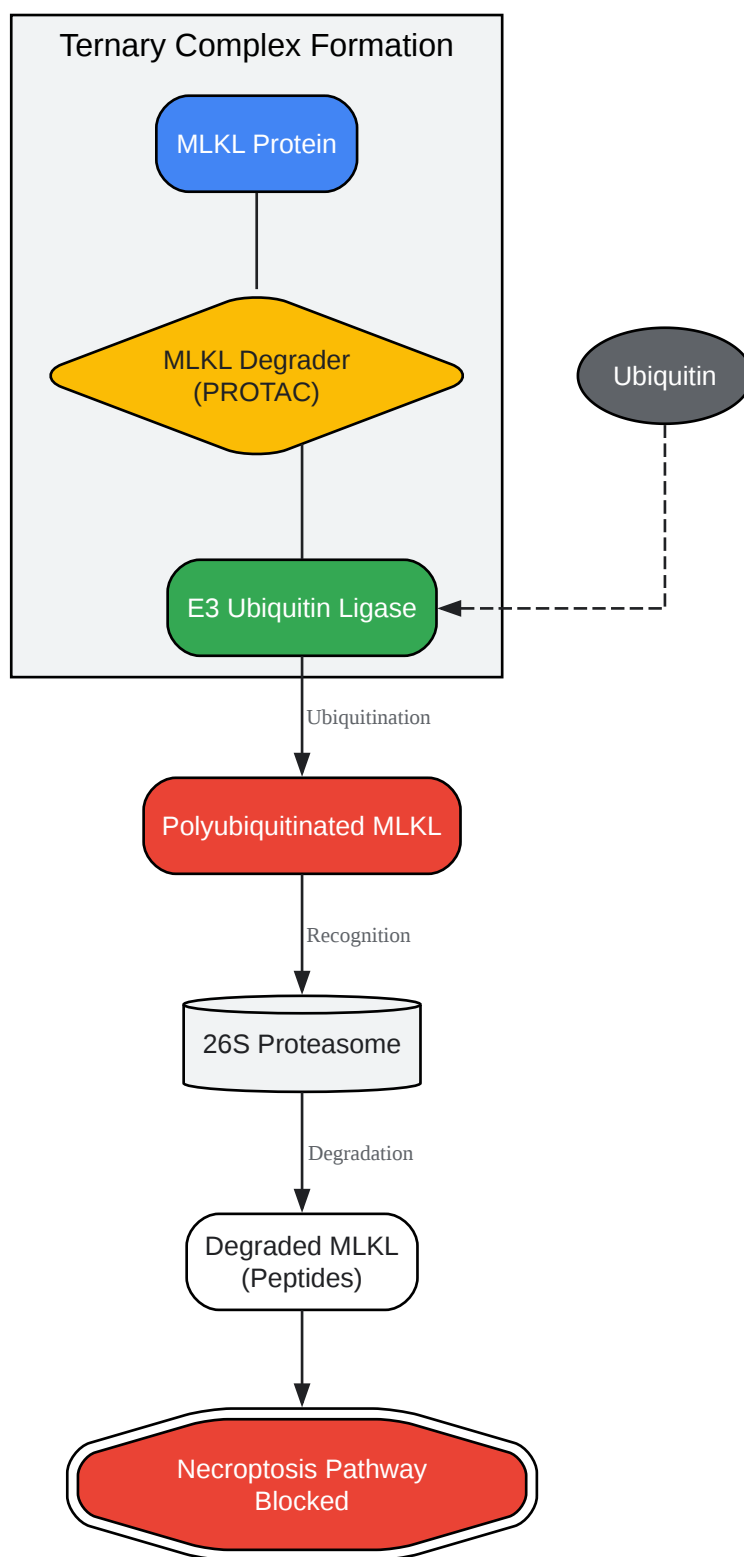 Ternary Complex Formation
MLKL Protein
MLKL Degrader
(PROTAC)
Ubiquitin
E3 Ubiquitin Ligase
Ubiquitination
Polyubiquitinated MLKL
Recognition
26S Proteasome
Degradation
Degraded MLKL
(Peptides)
Necroptosis Pathway
Blocked